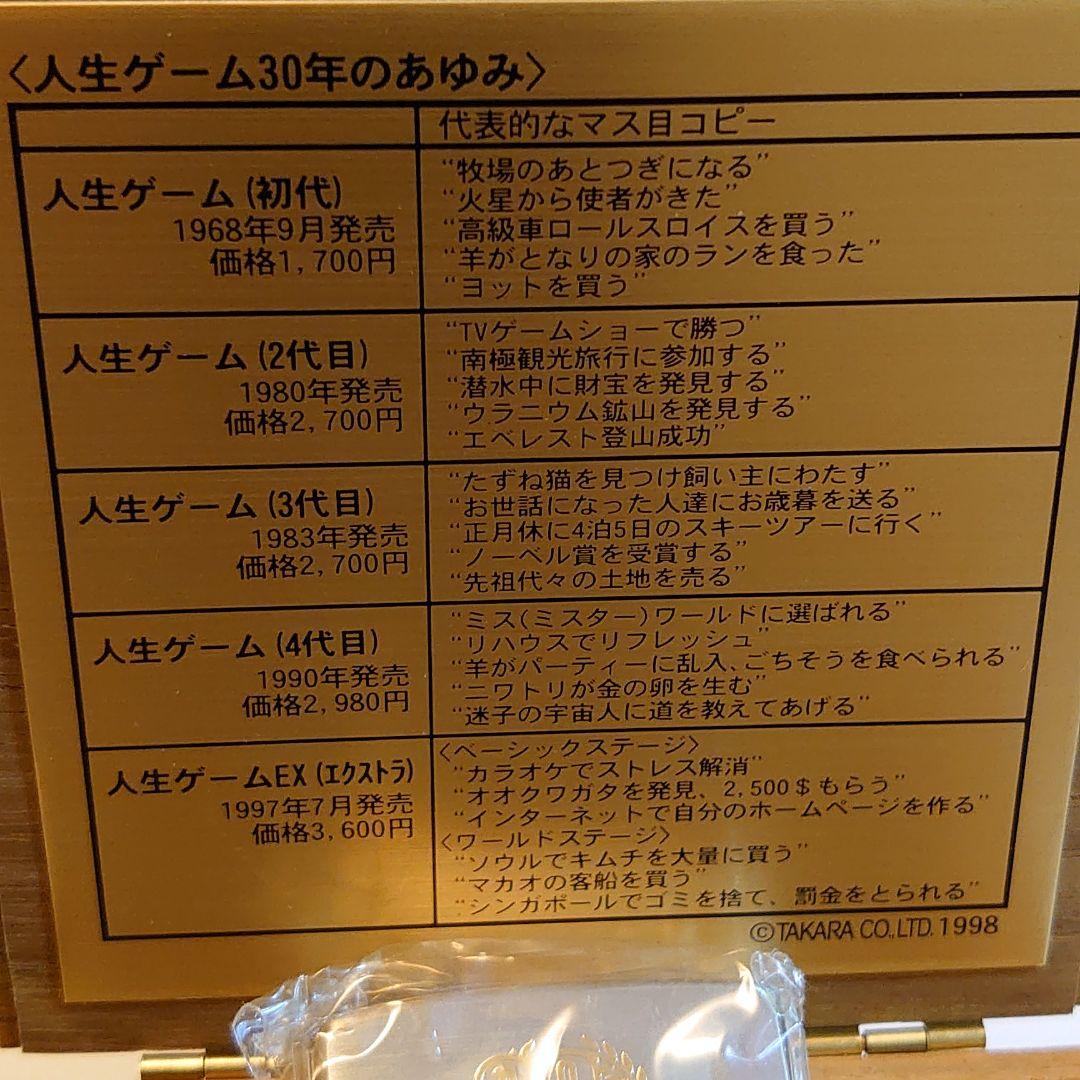 〈人生ゲーム30年のあゆみ〉
代表的なマス目コピー
人生ゲーム(初代)
1968年9月発売
価格1,700円
“牧場のあとつぎになる”
“火星から使者がきた”
“高級車ロールスロイスを買う”
“羊がとなりの家のランを食った”
“ヨットを買う”
人生ゲーム(2代目)
1980年発売
価格2,700円
“TVゲームショーで勝つ”
“南極観光旅行に参加する”
“潜水中に財宝を発見する”
“ウラニウム鉱山を発見する”
“エベレスト登山成功”
人生ゲーム(3代目)
1983年発売
価格2,700円
“たずね猫を見つけ飼い主にわたす”
“お世話になった人達にお歳暮を送る”
“正月休に4泊5日のスキーツアーに行く”
“ノーベル賞を受賞する”
“先祖代々の土地を売る”
人生ゲーム(4代目)
1990年発売
価格2,980円
“ミス(ミスター)ワールドに選ばれる”
“リハウスでリフレッシュ”
“羊がパーティーに乱入、ごちそうを食べられる”
“ニワトリが金の卵を生む”
“迷子の宇宙人に道を教えてあげる”
人生ゲームEX(エクストラ)
1997年7月発売
価格3,600円
〈ベーシックステージ〉
“カラオケでストレス解消”
“オオクワガタを発見、2,500$もらう”
“インターネットで自分のホームページを作る”
〈ワールドステージ〉
“ソウルでキムチを大量に買う”
“マカオの客船を買う”
“シンガポールでゴミを捨て、罰金をとられる”
©TAKARA CO.,LTD.1998